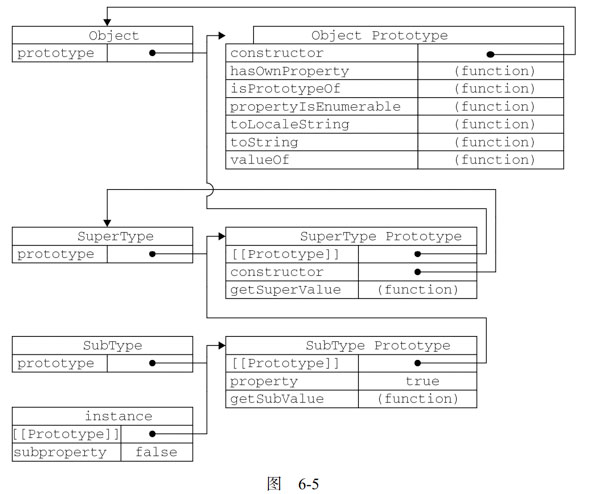 Object
prototype
Object Prototype
constructor
hasOwnProperty (function)
isPrototypeOf (function)
propertyIsEnumerable (function)
toLocaleString (function)
toString (function)
valueOf (function)
SuperType
prototype
SuperType Prototype
[[Prototype]]
constructor
getSuperValue (function)
SubType
prototype
SubType Prototype
[[Prototype]]
property true
getSubValue (function)
instance
[[Prototype]]
subproperty false
图 6-5